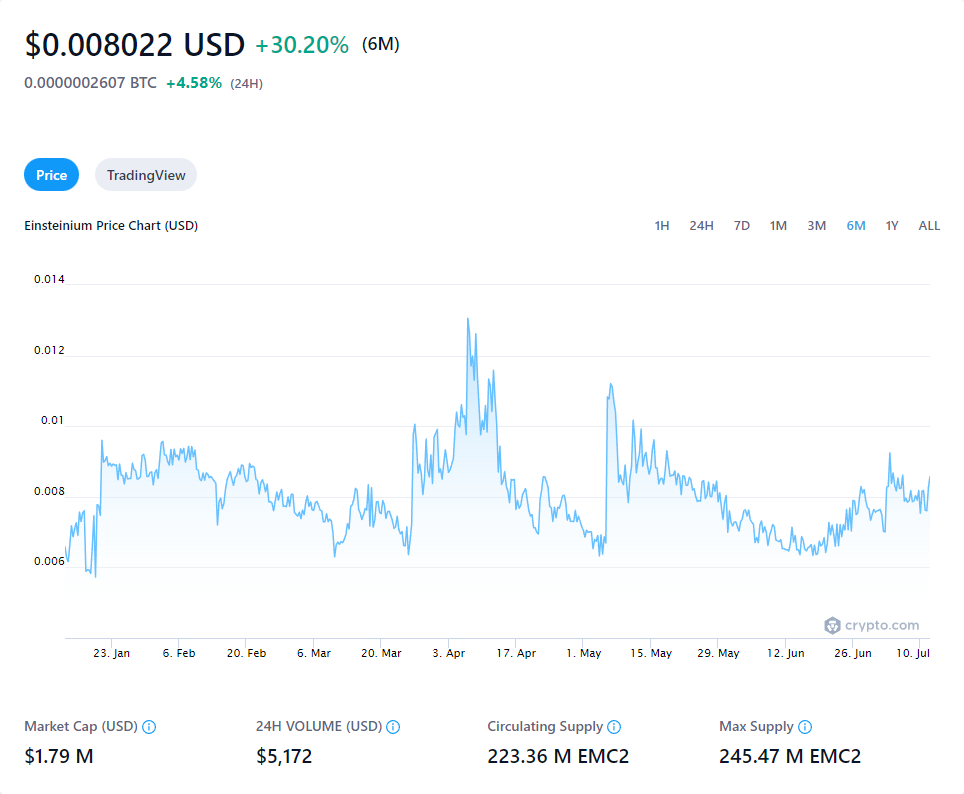 $0.008022 USD +30.20% (6M)
0.0000002607 BTC +4.58% (24H)
Price TradingView
Einsteinium Price Chart (USD) 1H 24H 7D 1M 3M 6M 1Y ALL
0.014
0.012
0.01
0.008
0.006
crypto.com
23. Jan 6. Feb 20. Feb 6. Mar 20. Mar 3. Apr 17. Apr 1. May 15. May 29. May 12. Jun 26. Jun 10. Jul
Market Cap (USD) 24H VOLUME (USD) Circulating Supply Max Supply
$1.79 M $5,172 223.36 M EMC2 245.47 M EMC2